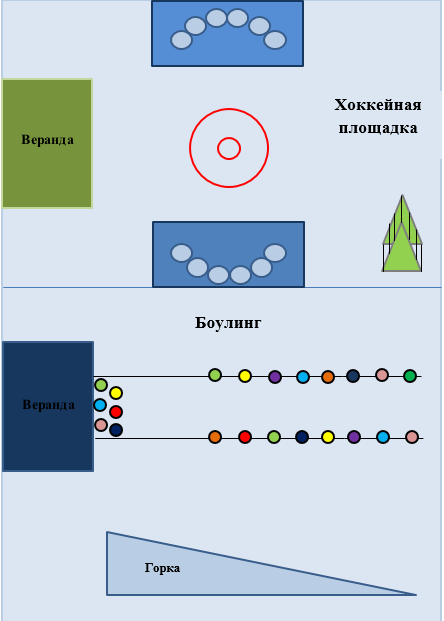 Хоккейная
площадка
Веранда
Боулинг
Веранда
Горка